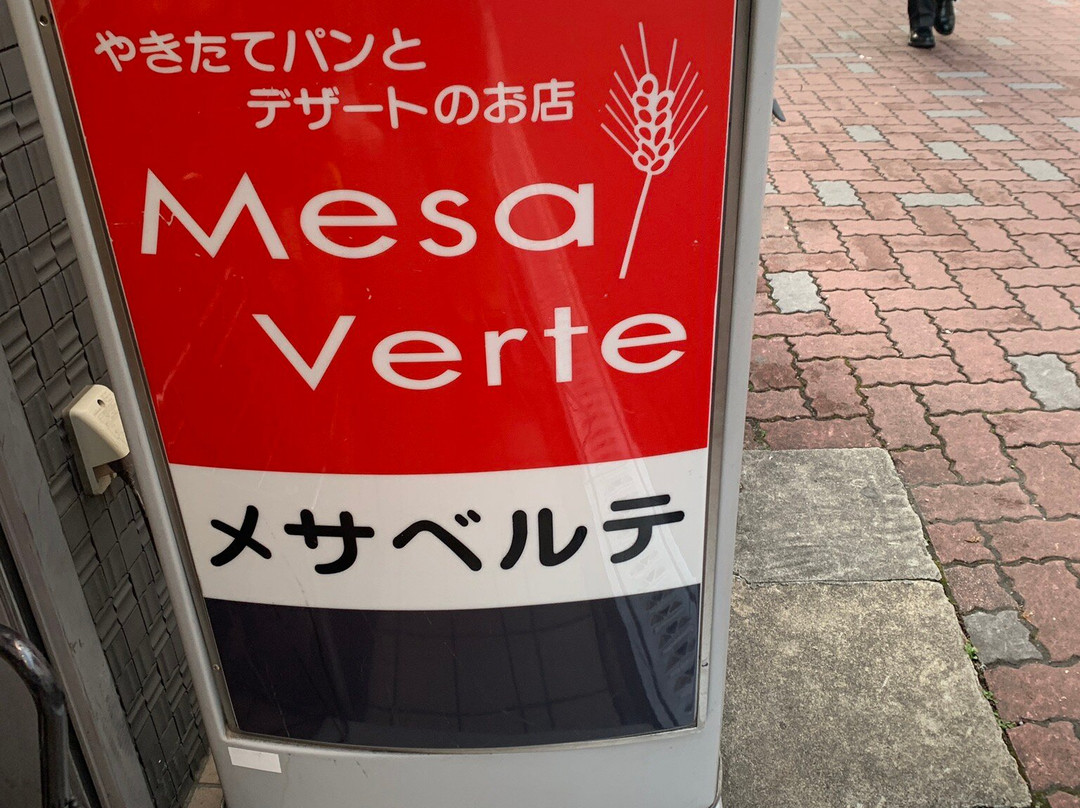 やきたてパンと
デザートのお店
Mesa
Verte
メサベルテ